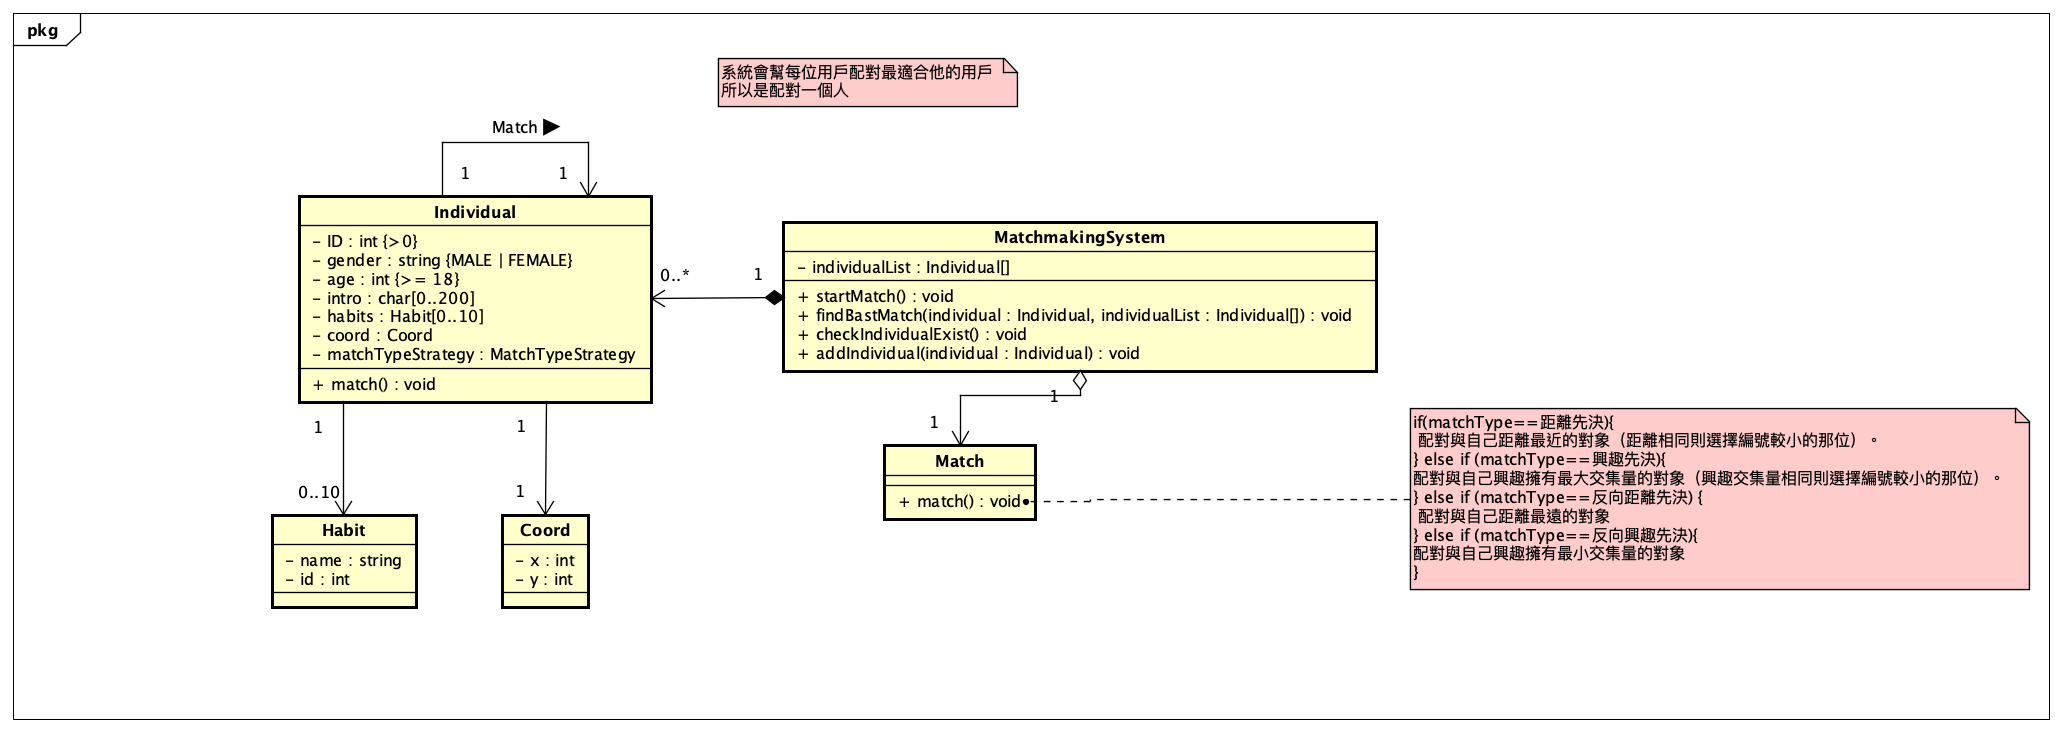 pkg
系統會幫每位用戶配對最適合他的用戶
所以是配對一個人
Match ▶
1
1
Individual
- ID : int {>0}
- gender : string {MALE | FEMALE}
- age : int {>= 18}
- intro : char[0..200]
- habits : Habit[0..10]
- coord : Coord
- matchTypeStrategy : MatchTypeStrategy
+ match() : void
0..*
1
MatchmakingSystem
- individualList : Individual[]
+ startMatch() : void
+ findBastMatch(individual : Individual, individualList : Individual[]) : void
+ checkIndividualExist() : void
+ addIndividual(individual : Individual) : void
1
1
1
1
0..10
1
Habit
- name : string
- id : int
Coord
- x : int
- y : int
Match
+ match() : void
if(matchType==距離先決){
配對與自己距離最近的對象（距離相同則選擇編號較小的那位）。
} else if (matchType==興趣先決){
配對與自己興趣擁有最大交集量的對象（興趣交集量相同則選擇編號較小的那位）。
} else if (matchType==反向距離先決) {
配對與自己距離最遠的對象
} else if (matchType==反向興趣先決){
配對與自己興趣擁有最小交集量的對象
}